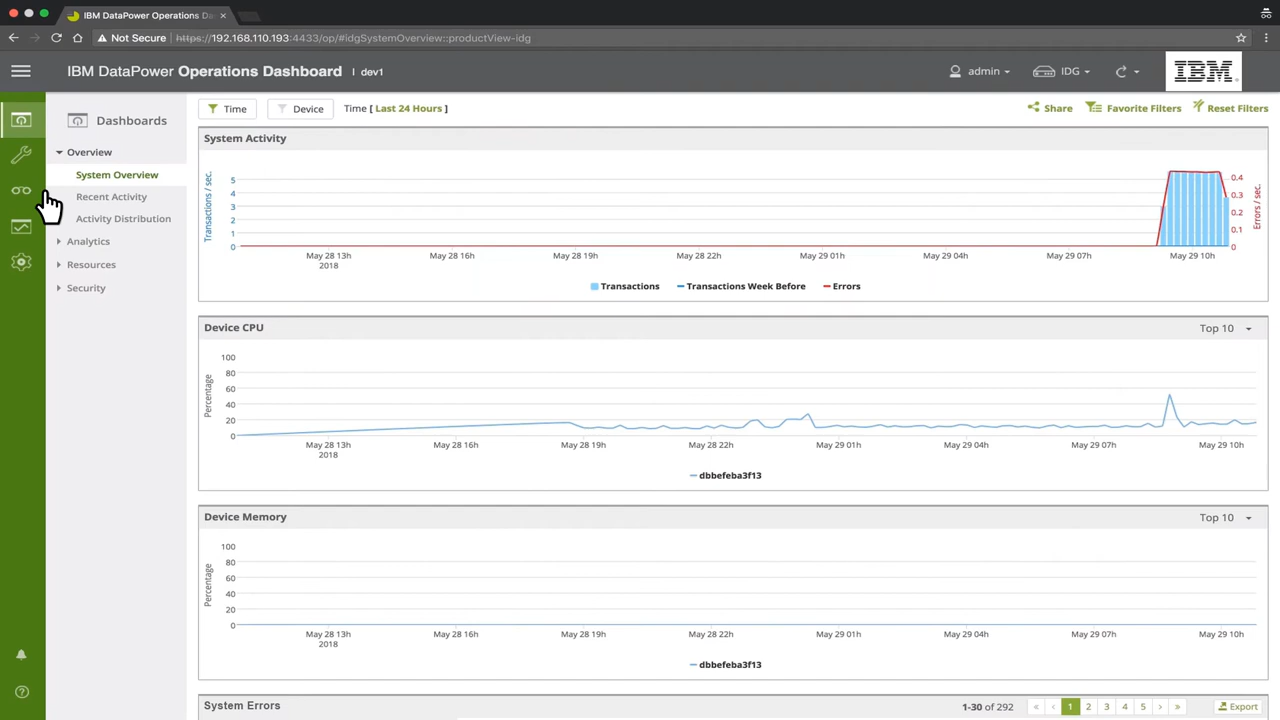 IBM DataPower Operations Da
Not Secure https://192.168.110.193:4433/op/#idgSystemOverview::productView-idg
IBM DataPower Operations Dashboard | dev1
admin
IDG
IBM
Dashboards
Overview
System Overview
Recent Activity
Activity Distribution
Analytics
Resources
Security
Time
Device
Time [ Last 24 Hours ]
Share
Favorite Filters
Reset Filters
System Activity
Transactions / sec.
5
4
3
2
1
0
0.4
0.3
0.2
0.1
0
Errors / sec.
May 28 13h May 28 16h May 28 19h May 28 22h May 29 01h May 29 04h May 29 07h May 29 10h
2018
Transactions Transactions Week Before Errors
Device CPU
Top 10
Percentage
100
80
60
40
20
0
May 28 13h May 28 16h May 28 19h May 28 22h May 29 01h May 29 04h May 29 07h May 29 10h
2018
dbbefeba3f13
Device Memory
Top 10
Percentage
100
80
60
40
20
0
May 28 13h May 28 16h May 28 19h May 28 22h May 29 01h May 29 04h May 29 07h May 29 10h
2018
dbbefeba3f13
System Errors
1-30 of 292 « ‹ 1 2 3 4 5 › » Export